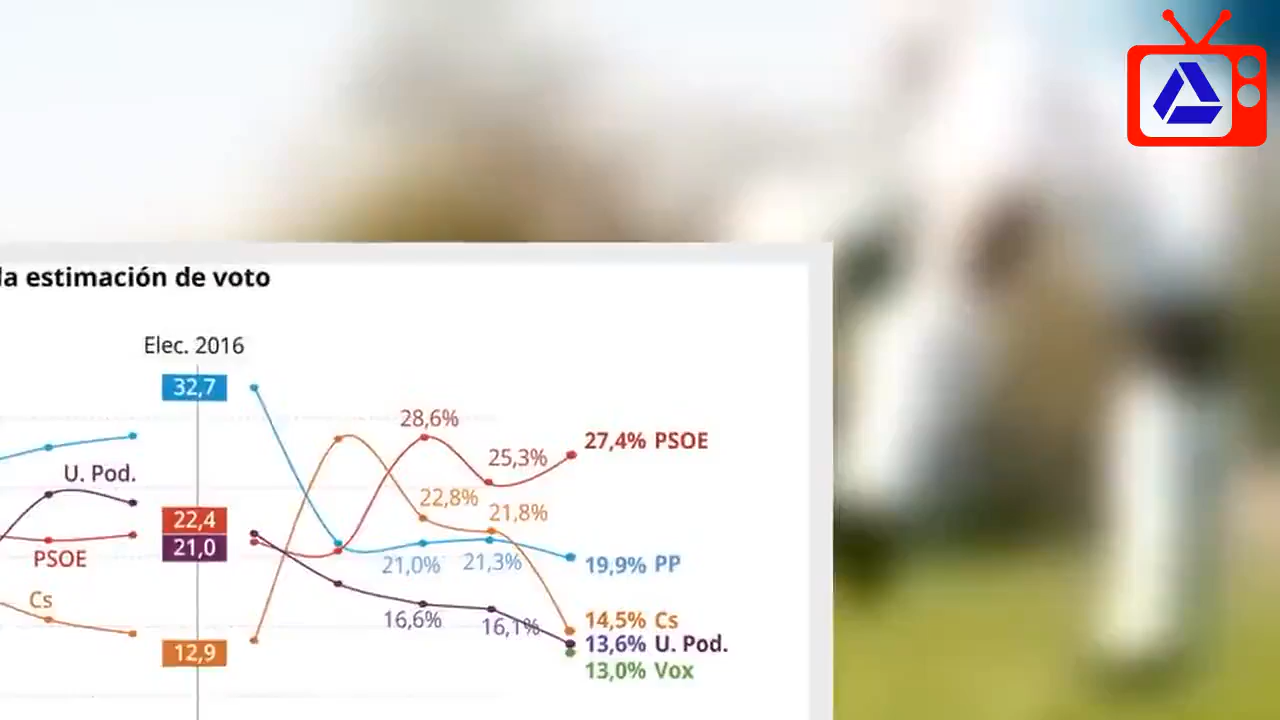 la estimación de voto
Elec. 2016
32,7
28,6%
27,4% PSOE
25,3%
U. Pod.
22,8%
21,8%
22,4
21,0
PSOE
21,0%
21,3%
19,9% PP
Cs
16,6%
16,1%
14,5% Cs
13,6% U. Pod.
12,9
13,0% Vox